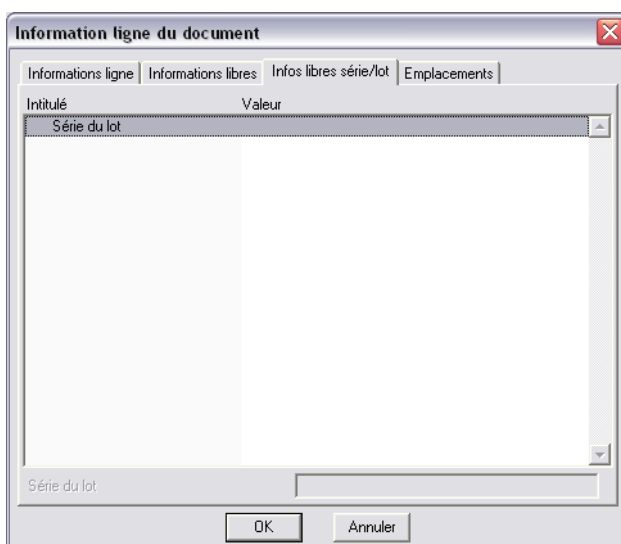 Information ligne du document
Informations ligne Informations libres Infos libres série/lot Emplacements
Intitulé Valeur
Série du lot
Série du lot
OK Annuler